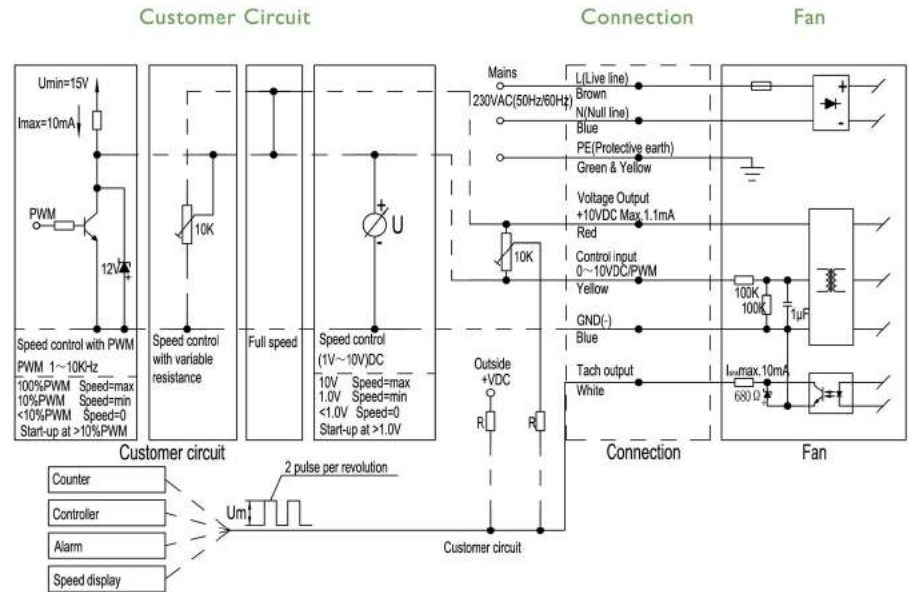 Customer Circuit
Connection
Fan
Umin=15V
Imax=10mA
PWM
12V
Speed control with PWM
PWM 1～10KHz
100%PWM Speed=max
10%PWM Speed=min
<10%PWM Speed=0
Start-up at >10%PWM
10K
Speed control
with variable
resistance
Full speed
+
U
-
Speed control
(1V～10V)DC
10V Speed=max
1.0V Speed=min
<1.0V Speed=0
Start-up at >1.0V
Customer circuit
Mains
230VAC(50Hz/60Hz)
10K
Outside
+VDC
R
R
L(Live line)
Brown
N(Null line)
Blue
PE(Protective earth)
Green & Yellow
Voltage Output
+10VDC Max.1.1mA
Red
Control input
0～10VDC/PWM
Yellow
GND(-)
Blue
Tach output
White
Connection
+
-
100K
100K
1μF
max,10mA
680 Ω
Fan
Counter
Controller
Alarm
Speed display
2 pulse per revolution
Um
Customer circuit